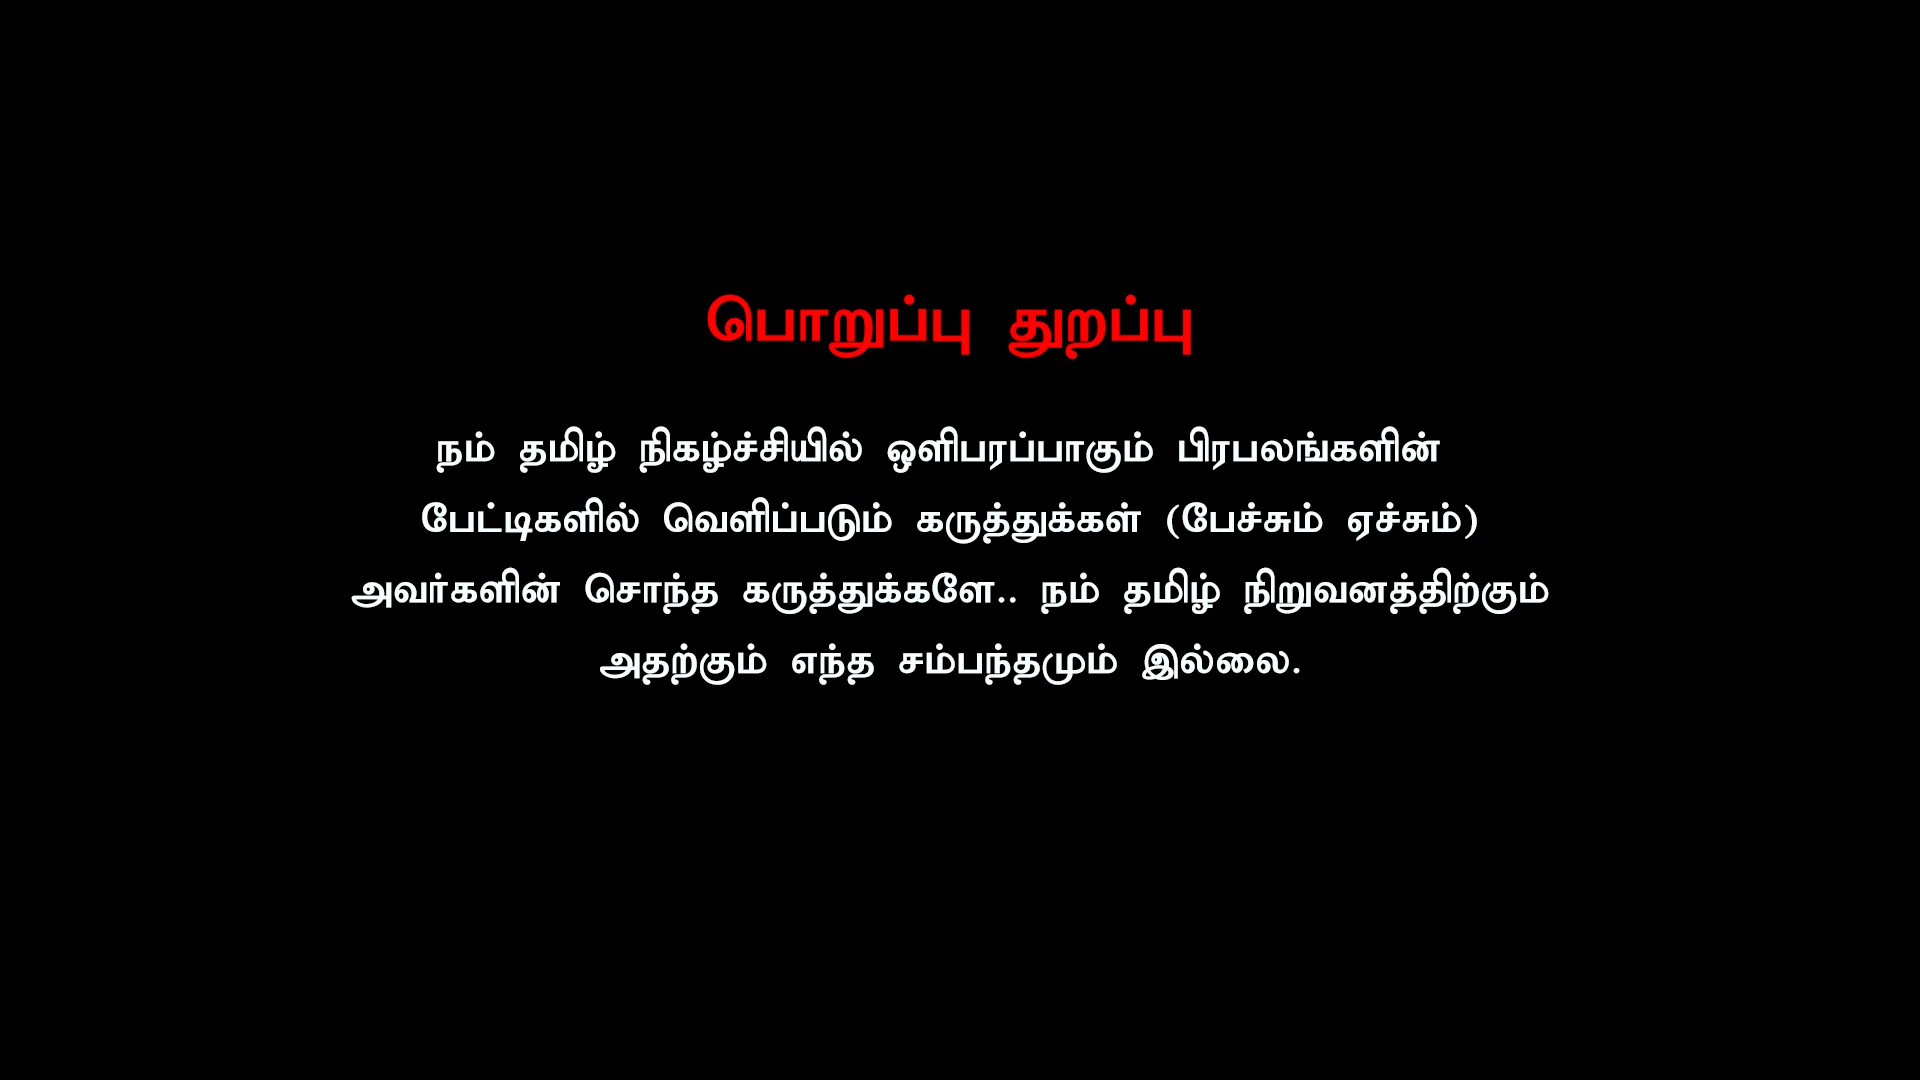 பொறுப்பு துறப்பு
நம் தமிழ் நிகழ்ச்சியில் ஒளிபரப்பாகும் பிரபலங்களின்
பேட்டிகளில் வெளிப்படும் கருத்துக்கள் (பேச்சும் ஏச்சும்)
அவர்களின் சொந்த கருத்துக்களே.. நம் தமிழ் நிறுவனத்திற்கும்
அதற்கும் எந்த சம்பந்தமும் இல்லை.